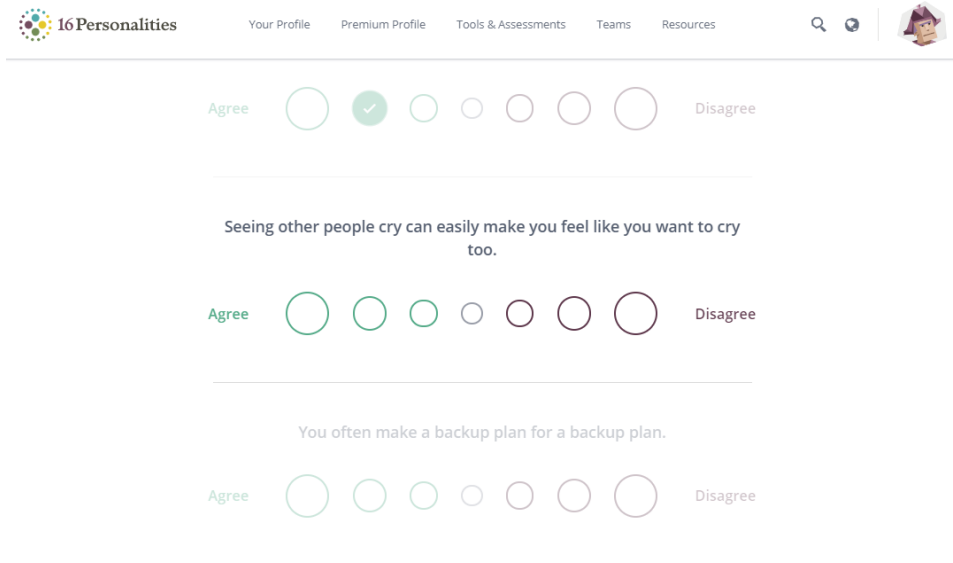 16Personalities
Your Profile
Premium Profile
Tools & Assessments
Teams
Resources
Agree
Disagree
Seeing other people cry can easily make you feel like you want to cry
too.
Agree
Disagree
You often make a backup plan for a backup plan.
Agree
Disagree